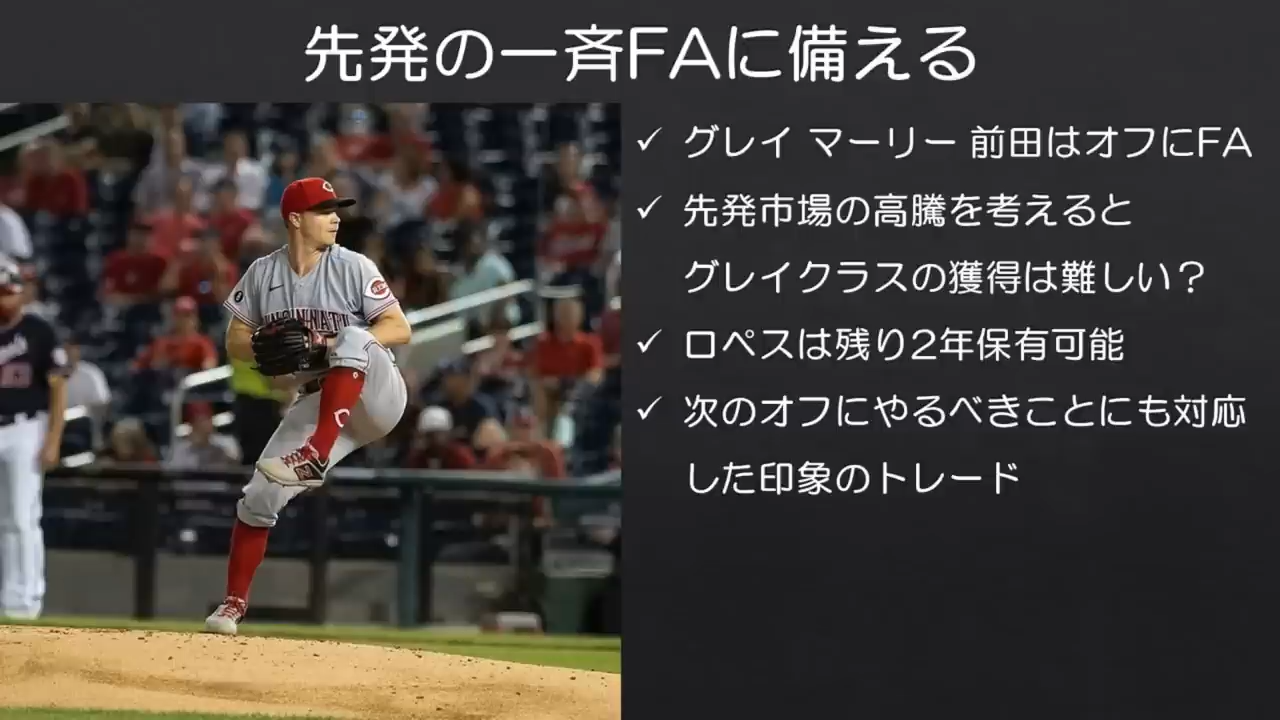 先発の一斉FAに備える
✓ グレイ マーリー 前田はオフにFA
✓ 先発市場の高騰を考えると
グレイクラスの獲得は難しい？
✓ ロペスは残り2年保有可能
✓ 次のオフにやるべきことにも対応
した印象のトレード
CINCINNATI